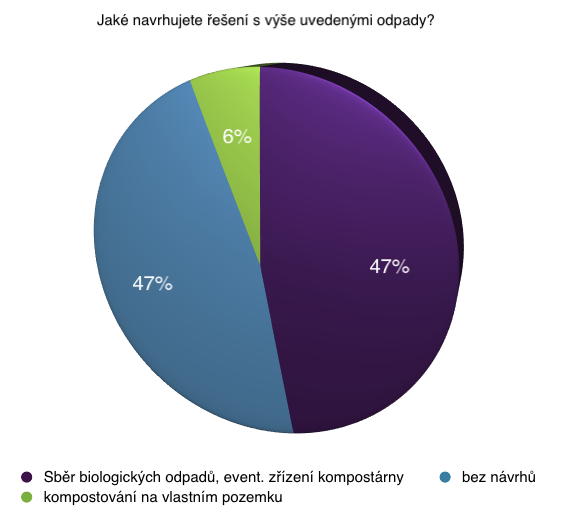 Jaké navrhujete řešení s výše uvedenými odpady?
6%
47%
47%
Sběr biologických odpadů, event. zřízení kompostárny
bez návrhů
kompostování na vlastním pozemku